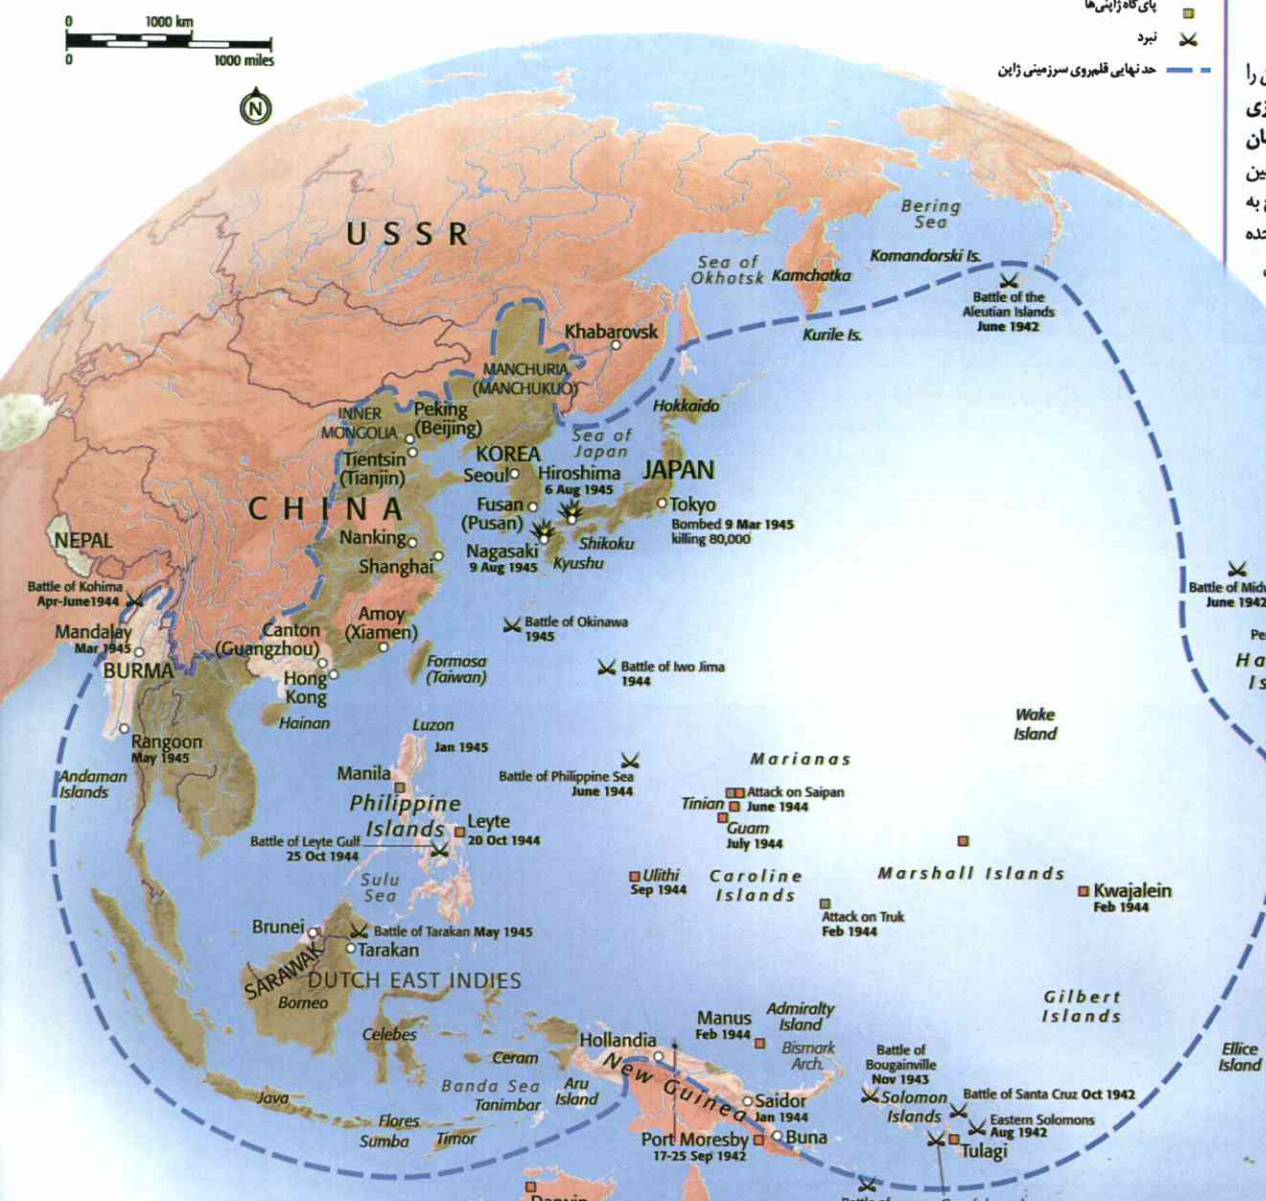 0 1000 km
0 1000 miles
N
پایگاه ژاپنی‌ها
نبرد
حد نهایی قلمروی سرزمینی ژاپن
USSR
Bering
Sea
Sea of
Okhotsk
Kamchatka
Komandorski Is.
Battle of the
Aleutian Islands
June 1942
Kurile Is.
Khabarovsk
MANCHURIA
(MANCHUKUO)
INNER
MONGOLIA
Peking
(Beijing)
Hokkaido
Sea of
Japan
Tientsin
(Tianjin)
KOREA
Seoul
Hiroshima
6 Aug 1945
JAPAN
CHINA
Fusan
(Pusan)
Tokyo
Bombed 9 Mar 1945
killing 80,000
Nanking
Shikoku
NEPAL
Shanghai
Nagasaki
9 Aug 1945
Kyushu
Battle of Kohima
Apr-June1944
Battle of Mid
June 1942
Amoy
(Xiamen)
Battle of Okinawa
1945
Mandalay
Mar 1945
Canton
(Guangzhou)
BURMA
Formosa
(Taiwan)
Battle of Iwo Jima
1944
Hong
Kong
Hainan
Luzon
Jan 1945
Wake
Island
Rangoon
May 1945
Andaman
Islands
Marianas
Manila
Battle of Philippine Sea
June 1944
Philippine
Islands
Tinian
Attack on Saipan
June 1944
Leyte
20 Oct 1944
Guam
July 1944
Battle of Leyte Gulf
25 Oct 1944
Sulu
Sea
Ulithi
Sep 1944
Caroline
Islands
Marshall Islands
Kwajalein
Feb 1944
Attack on Truk
Feb 1944
Brunei
Battle of Tarakan May 1945
Tarakan
SARAWAK
DUTCH EAST INDIES
Borneo
Gilbert
Islands
Manus
Feb 1944
Admiralty
Island
Celebes
Hollandia
Ceram
Bismark
Arch.
Battle of
Bougainville
Nov 1943
Ellice
Island
New Guinea
Banda Sea
Tanimbar
Aru
Island
Java
Saidor
Jan 1944
Solomon
Islands
Battle of Santa Cruz Oct 1942
Flores
Sumba
Timor
Port Moresby
17-25 Sep 1942
Buna
Eastern Solomons
Aug 1942
Tulagi
Darwin
Battle of